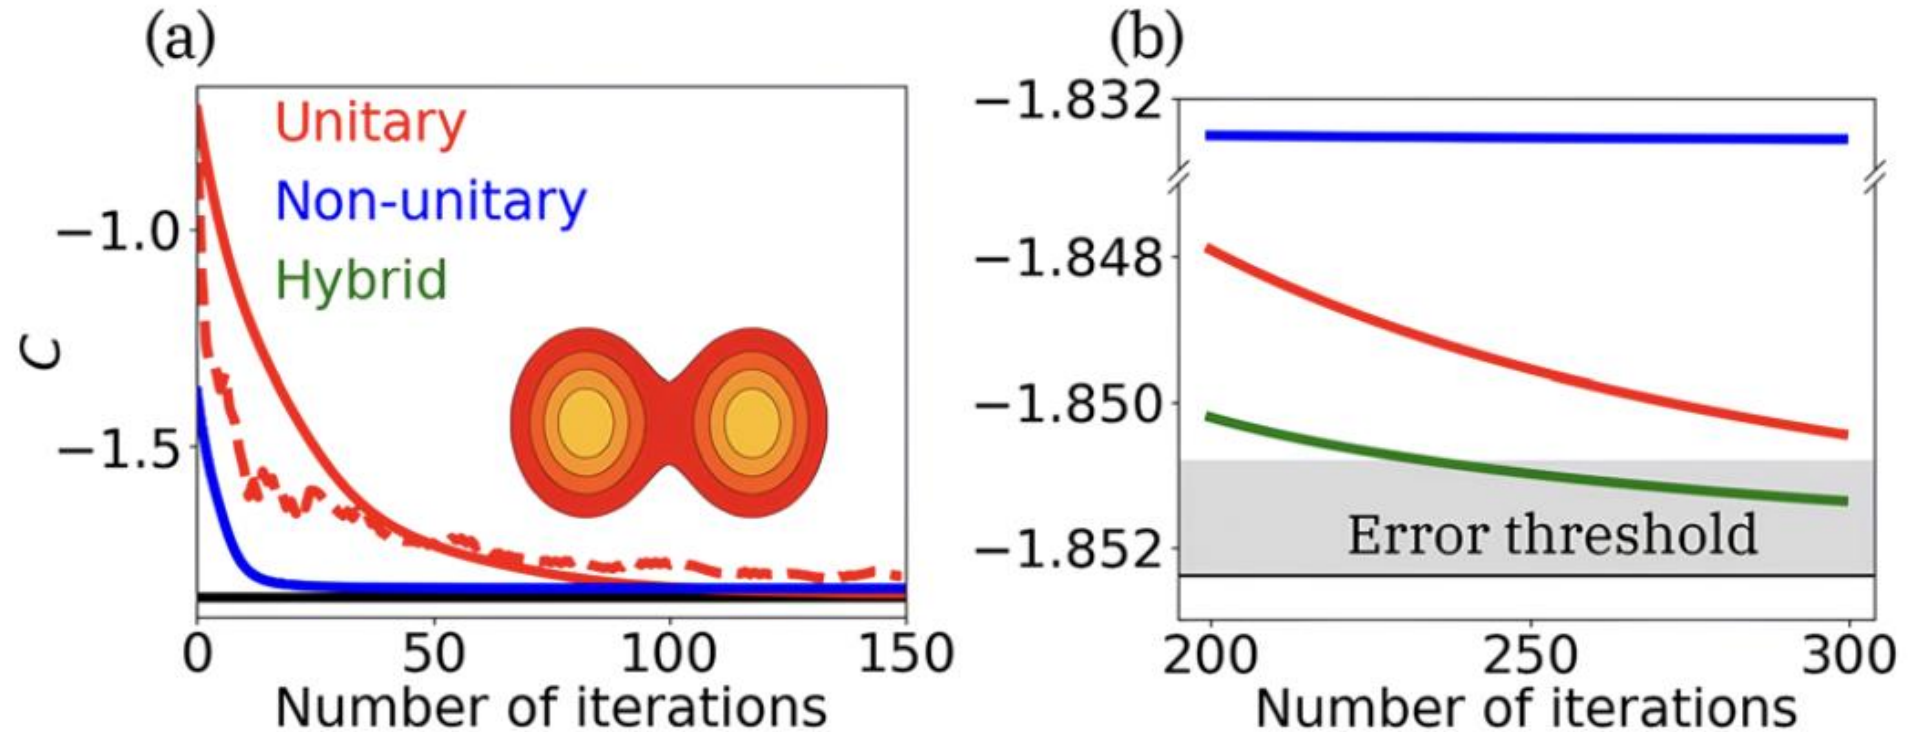 (a)
Unitary
Non-unitary
Hybrid
−1.0
−1.5
C
0 50 100 150
Number of iterations
(b)
−1.832
−1.848
−1.850
−1.852
Error threshold
200 250 300
Number of iterations